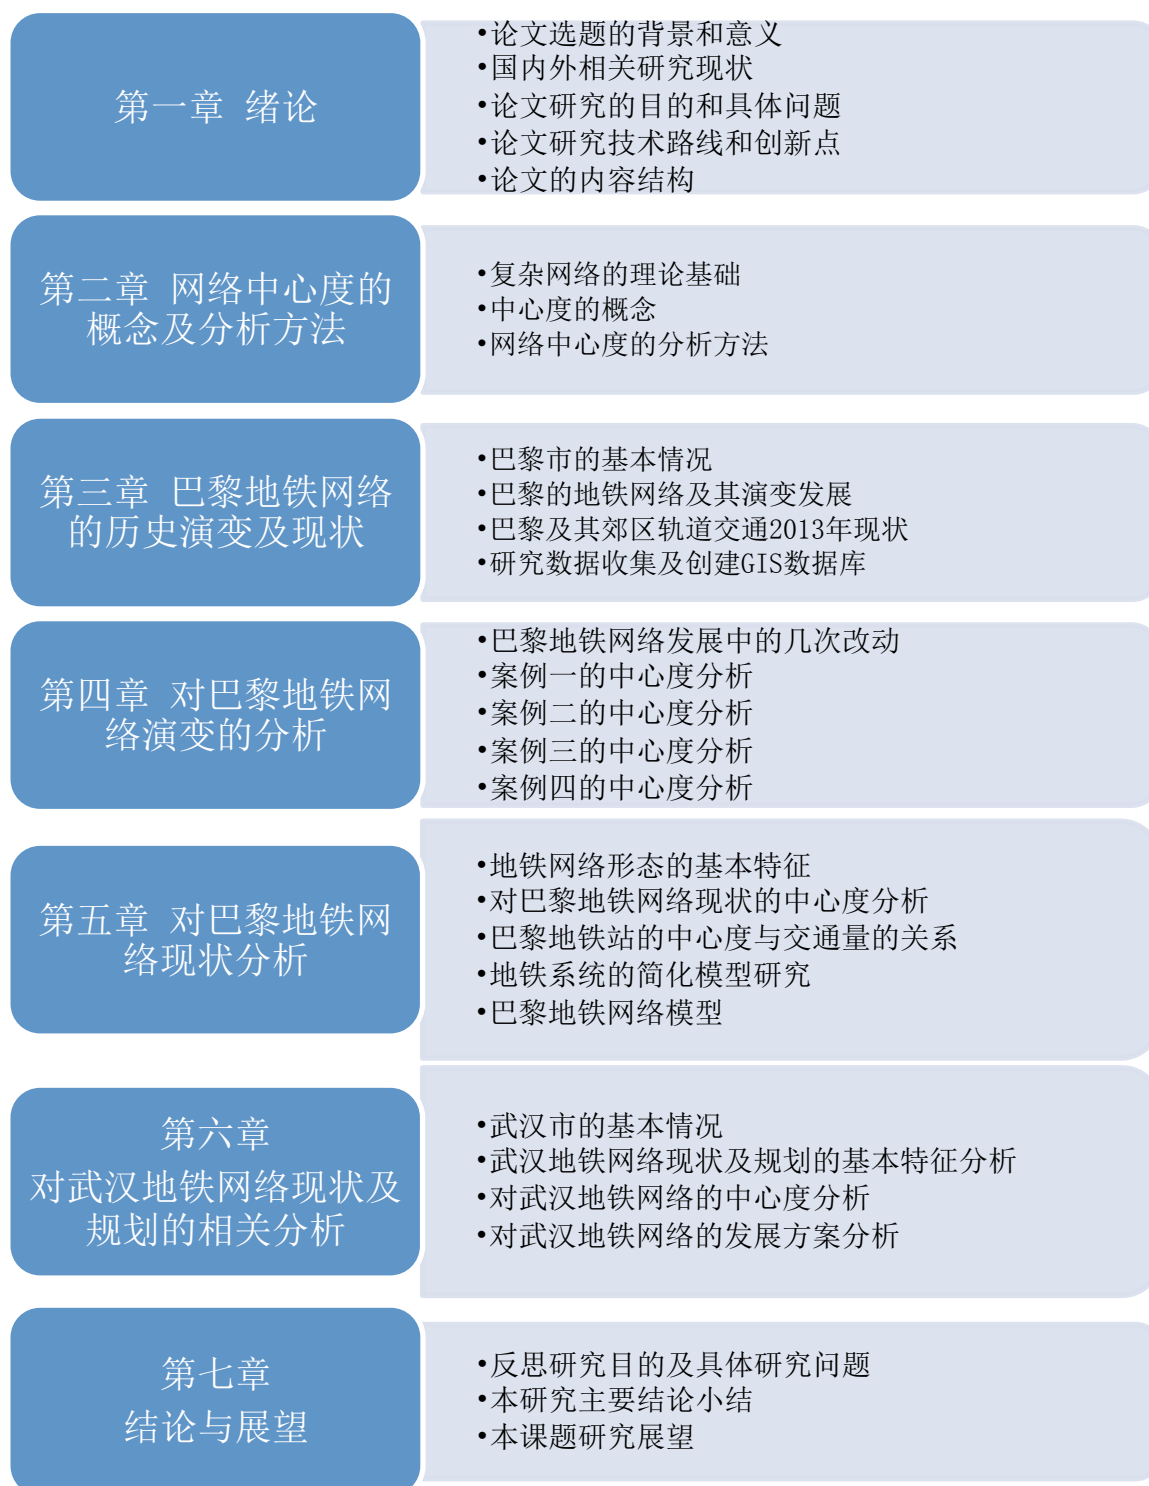 第一章 绪论
•论文选题的背景和意义
•国内外相关研究现状
•论文研究的目的和具体问题
•论文研究技术路线和创新点
•论文的内容结构
第二章 网络中心度的
概念及分析方法
•复杂网络的理论基础
•中心度的概念
•网络中心度的分析方法
第三章 巴黎地铁网络
的历史演变及现状
•巴黎市的基本情况
•巴黎的地铁网络及其演变发展
•巴黎及其郊区轨道交通2013年现状
•研究数据收集及创建GIS数据库
第四章 对巴黎地铁网
络演变的分析
•巴黎地铁网络发展中的几次改动
•案例一的中心度分析
•案例二的中心度分析
•案例三的中心度分析
•案例四的中心度分析
第五章 对巴黎地铁网
络现状分析
•地铁网络形态的基本特征
•对巴黎地铁网络现状的中心度分析
•巴黎地铁站的中心度与交通量的关系
•地铁系统的简化模型研究
•巴黎地铁网络模型
第六章
对武汉地铁网络现状及
规划的相关分析
•武汉市的基本情况
•武汉地铁网络现状及规划的基本特征分析
•对武汉地铁网络的中心度分析
•对武汉地铁网络的发展方案分析
第七章
结论与展望
•反思研究目的及具体研究问题
•本研究主要结论小结
•本课题研究展望